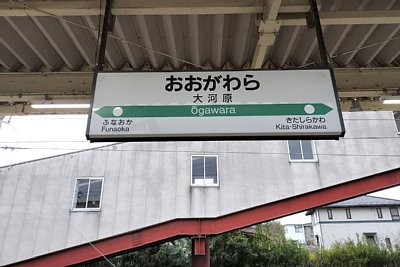 おおがわら
大河原
Ōgawara
ふなおか
Funaoka
きたしらかわ
Kita-Shirakawa